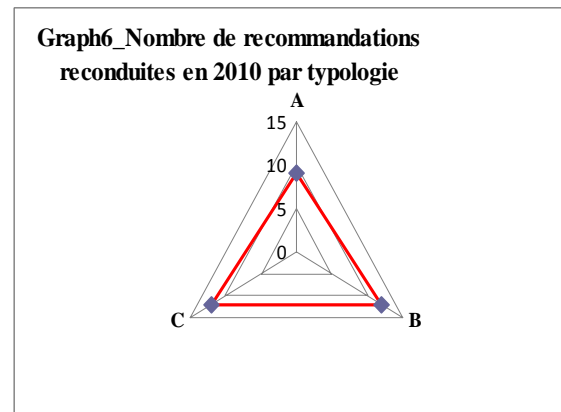 Graph6_Nombre de recommandations
reconduites en 2010 par typologie
A
15
10
5
0
C
B